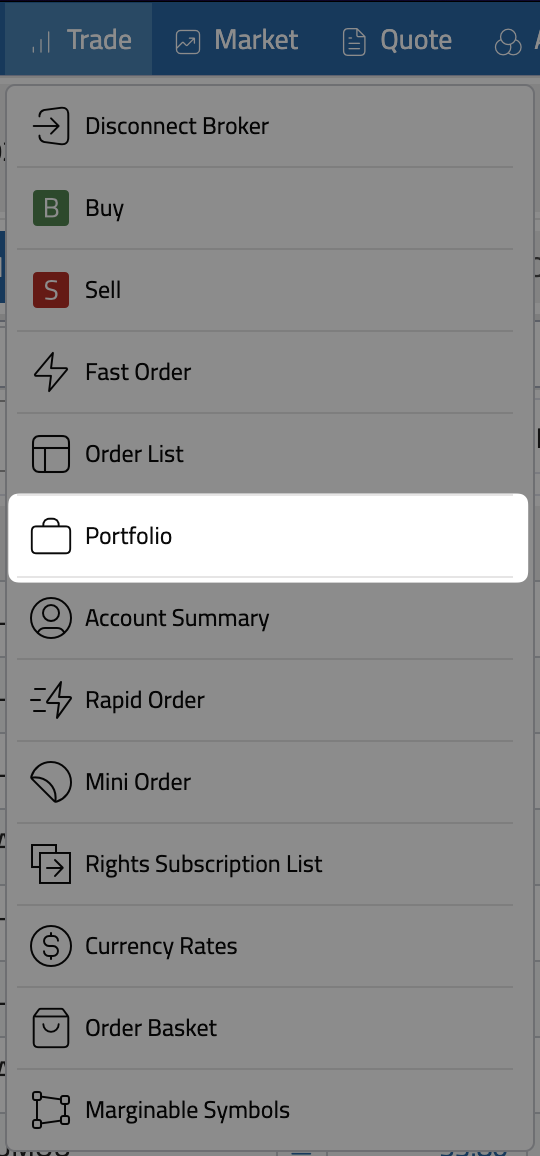 Trade Market Quote
Disconnect Broker
B Buy
S Sell
Fast Order
Order List
Portfolio
Account Summary
Rapid Order
Mini Order
Rights Subscription List
Currency Rates
Order Basket
Marginable Symbols